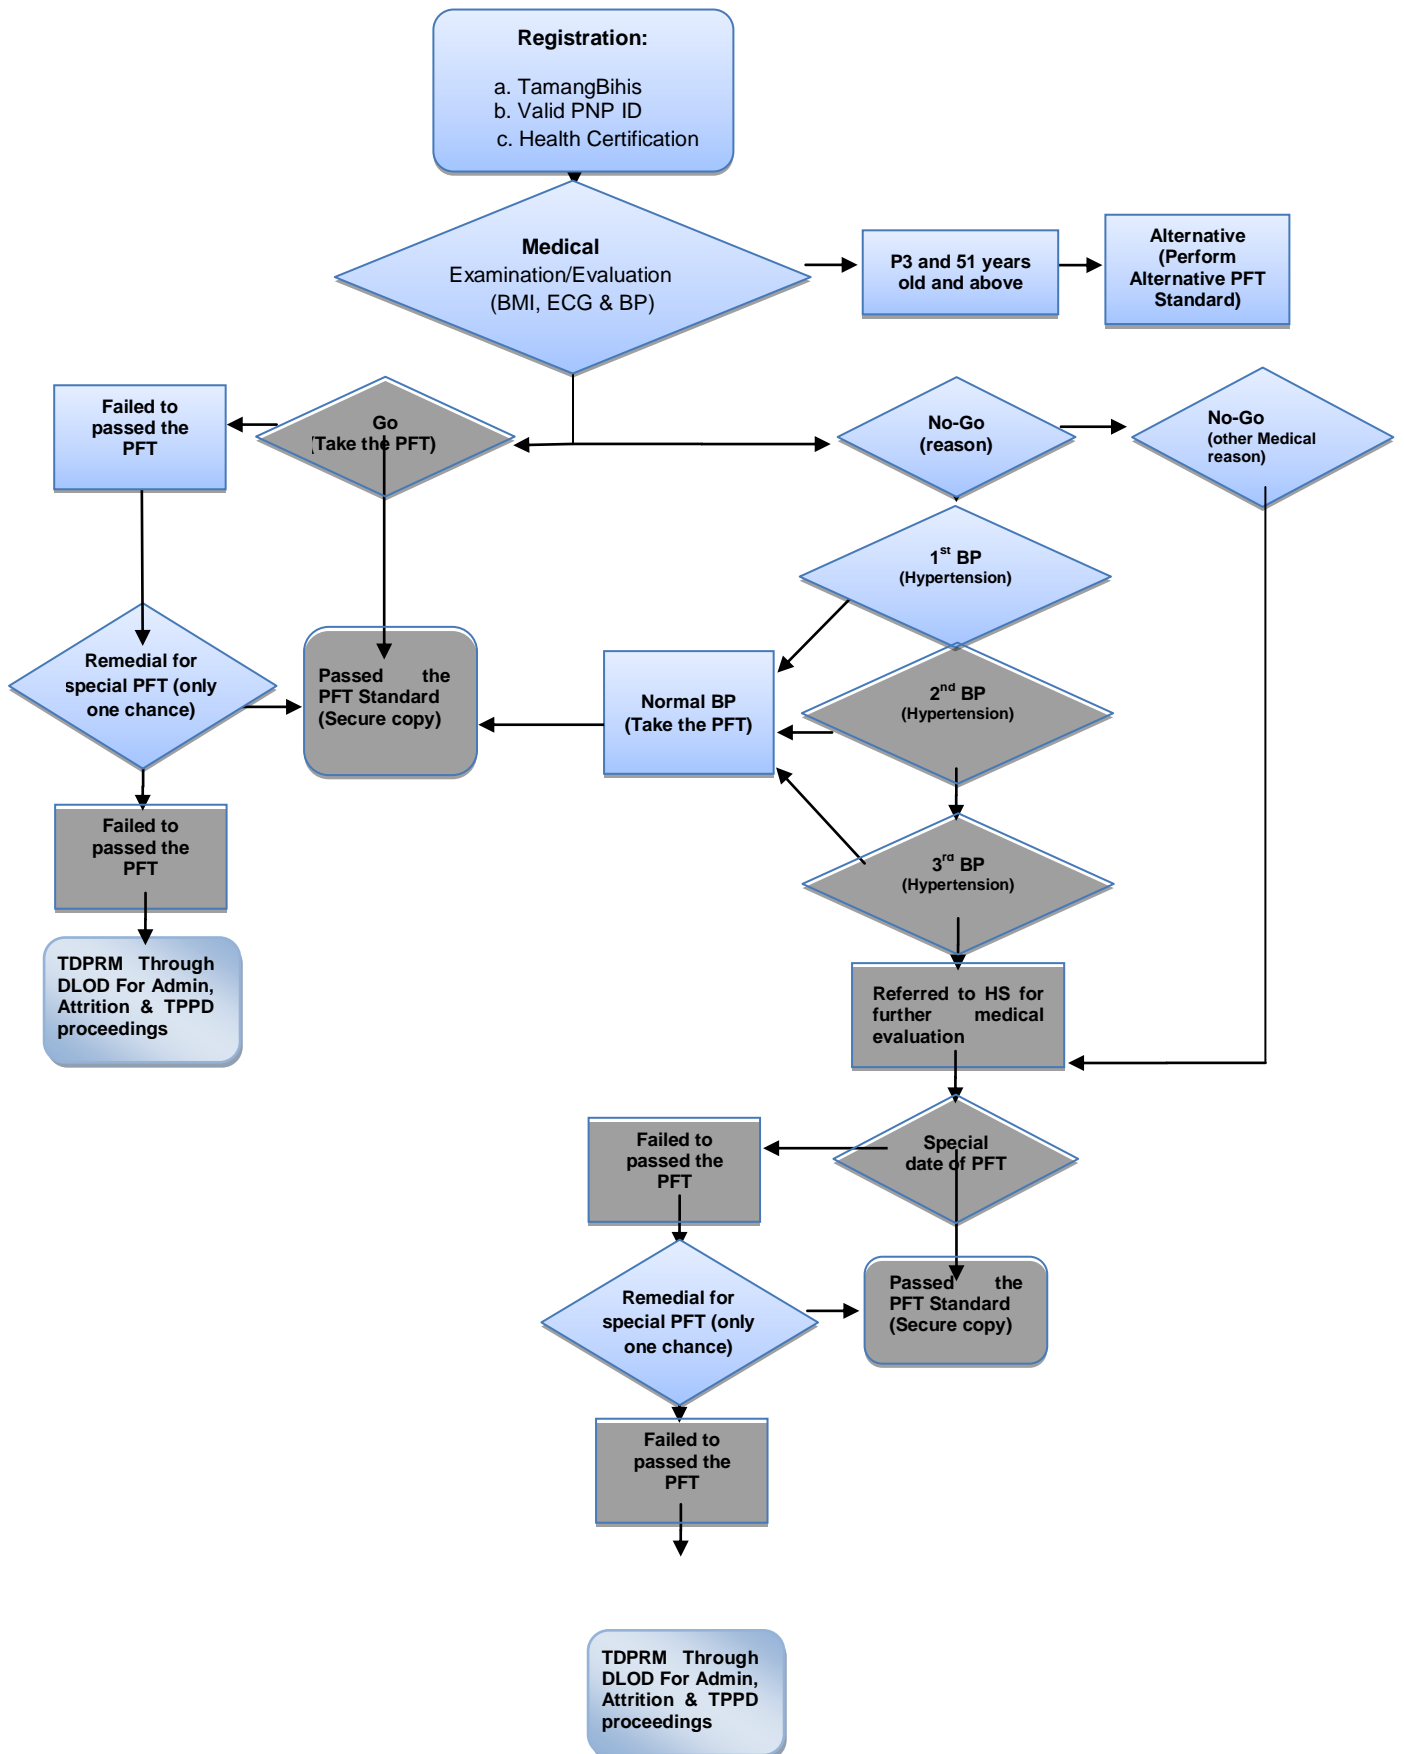 Registration:
a. TamangBihis
b. Valid PNP ID
c. Health Certification
Medical
Examination/Evaluation
(BMI, ECG & BP)
P3 and 51 years
old and above
Alternative
(Perform
Alternative PFT
Standard)
Failed to
passed the
PFT
Go
(Take the PFT)
No-Go
(reason)
No-Go
(other Medical
reason)
1st BP
(Hypertension)
Remedial for
special PFT (only
one chance)
Passed the
PFT Standard
(Secure copy)
Normal BP
(Take the PFT)
2nd BP
(Hypertension)
Failed to
passed the
PFT
3rd BP
(Hypertension)
TDPRM Through
DLOD For Admin,
Attrition & TPPD
proceedings
Referred to HS for
further medical
evaluation
Failed to
passed the
PFT
Special
date of PFT
Remedial for
special PFT (only
one chance)
Passed the
PFT Standard
(Secure copy)
Failed to
passed the
PFT
TDPRM Through
DLOD For Admin,
Attrition & TPPD
proceedings